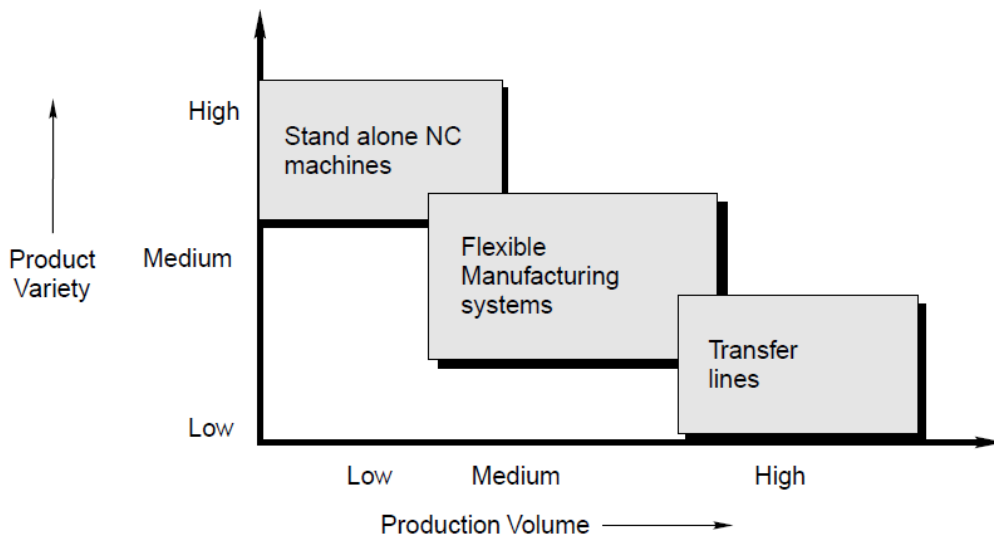 High
Stand alone NC
machines
Product
Variety
Medium
Flexible
Manufacturing
systems
Transfer
lines
Low
Low
Medium
High
Production Volume